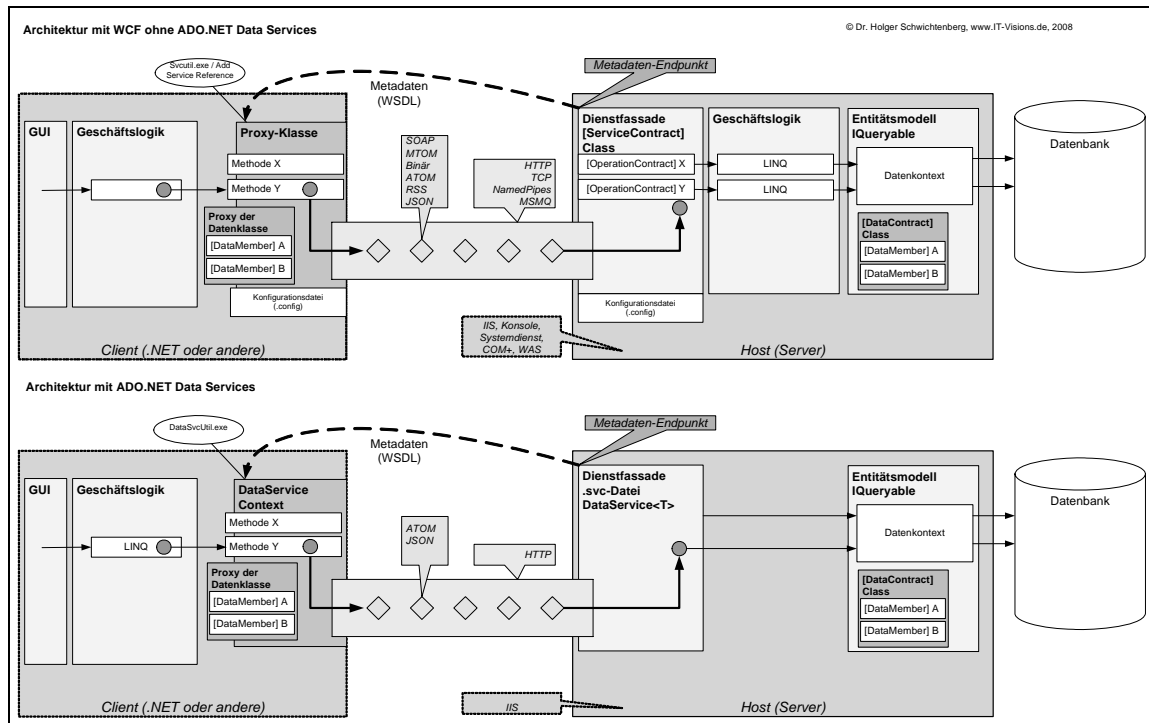 Architektur mit WCF ohne ADO.NET Data Services
© Dr. Holger Schwichtenberg, www.IT-Visions.de, 2008
Svcutil.exe / Add
Service Reference
Metadaten
(WSDL)
Metadaten-Endpunkt
GUI
Geschäftslogik
Proxy-Klasse
Methode X
Methode Y
Proxy der
Datenklasse
[DataMember] A
[DataMember] B
Konfigurationsdatei
(.config)
Client (.NET oder andere)
SOAP
MTOM
Binär
ATOM
RSS
JSON
HTTP
TCP
NamedPipes
MSMQ
Dienstfassade
[ServiceContract]
Class
[OperationContract] X
[OperationContract] Y
Konfigurationsdatei
(.config)
Geschäftslogik
LINQ
LINQ
Entitätsmodell
IQueryable
Datenkontext
[DataContract]
Class
[DataMember] A
[DataMember] B
IIS, Konsole,
Systemdienst,
COM+, WAS
Host (Server)
Datenbank
Architektur mit ADO.NET Data Services
DataSvcUtil.exe
Metadaten
(WSDL)
Metadaten-Endpunkt
GUI
Geschäftslogik
LINQ
DataService
Context
Methode X
Methode Y
Proxy der
Datenklasse
[DataMember] A
[DataMember] B
Client (.NET oder andere)
ATOM
JSON
HTTP
Dienstfassade
.svc-Datei
DataService<T>
Entitätsmodell
IQueryable
Datenkontext
[DataContract]
Class
[DataMember] A
[DataMember] B
IIS
Host (Server)
Datenbank